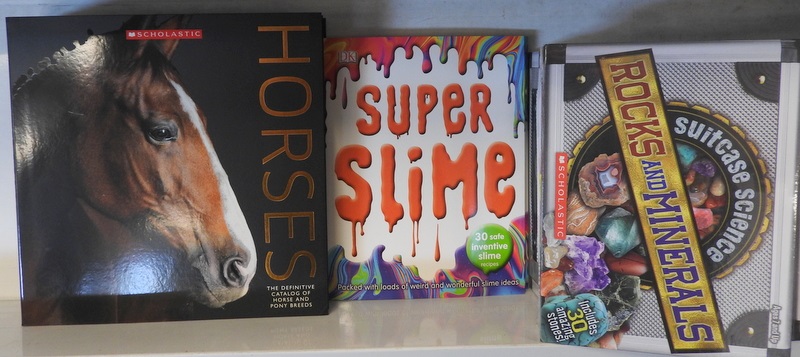 SCHOLASTIC
HORSES
THE DEFINITIVE
CATALOG OF
HORSE AND
PONY BREEDS
DK
SUPER
SLiME
30 safe
inventive
slime
recipes
Packed with loads of weird and wonderful slime ideas
SCHOLASTIC
suitcase science
ROCKS AND MINERALS
Includes
30
amazing
stones!